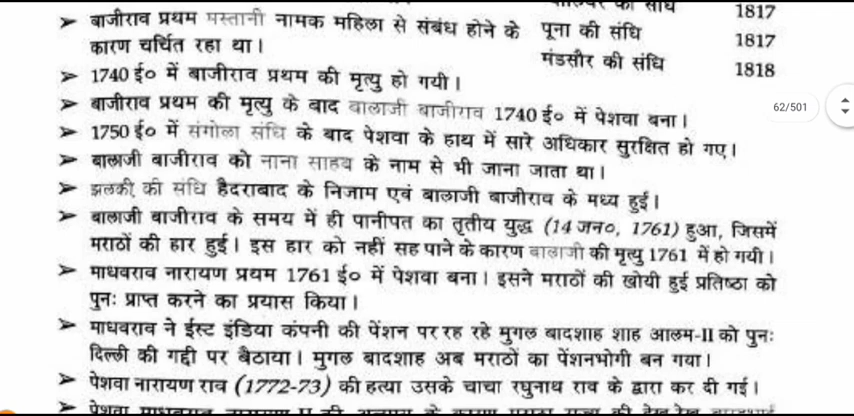 ➤ बाजीराव प्रथम मस्तानी नामक महिला से संबंध होने के
कारण चर्चित रहा था।
की संधि 1817
पूना की संधि 1817
मंडसौर की संधि 1818
➤ 1740 ई० में बाजीराव प्रथम की मृत्यु हो गयी।
➤ बाजीराव प्रथम की मृत्यु के बाद बालाजी बाजीराव 1740 ई० में पेशवा बना।
62/501
➤ 1750 ई० में संगोला संधि के बाद पेशवा के हाथ में सारे अधिकार सुरक्षित हो गए।
➤ बालाजी बाजीराव को नाना साहब के नाम से भी जाना जाता था।
➤ झलकी की संधि हैदराबाद के निजाम एवं बालाजी बाजीराव के मध्य हुई।
➤ बालाजी बाजीराव के समय में ही पानीपत का तृतीय युद्ध (14 जन०, 1761) हुआ, जिसमें
मराठों की हार हुई। इस हार को नहीं सह पाने के कारण बालाजी की मृत्यु 1761 में हो गयी।
➤ माधवराव नारायण प्रथम 1761 ई० में पेशवा बना। इसने मराठों की खोयी हुई प्रतिष्ठा को
पुनः प्राप्त करने का प्रयास किया।
➤ माधवराव ने ईस्ट इंडिया कंपनी की पेंशन पर रह रहे मुगल बादशाह शाह आलम-II को पुनः
दिल्ली की गद्दी पर बैठाया। मुगल बादशाह अब मराठों का पेंशनभोगी बन गया।
➤ पेशवा नारायण राव (1772-73) की हत्या उसके चाचा रघुनाथ राव के द्वारा कर दी गई।